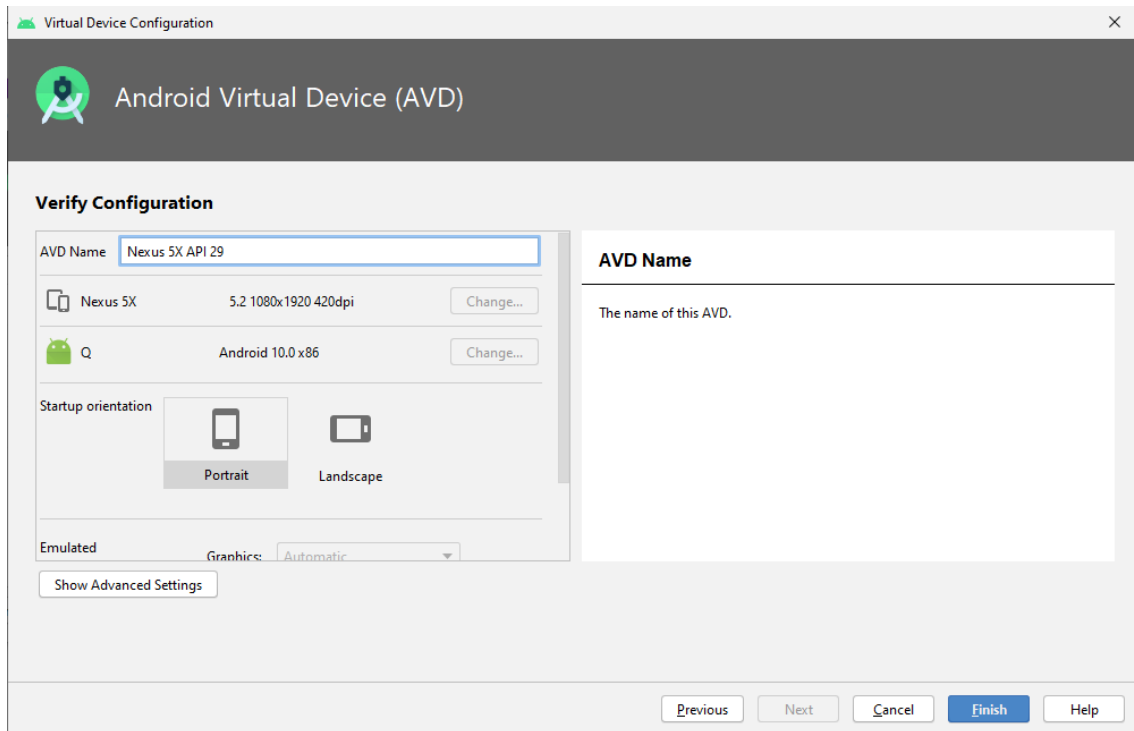 Virtual Device Configuration
Android Virtual Device (AVD)
Verify Configuration
AVD Name Nexus 5X API 29
Nexus 5X 5.2 1080x1920 420dpi Change...
Q Android 10.0 x86 Change...
Startup orientation
Portrait Landscape
Emulated
Graphics: Automatic
Show Advanced Settings
AVD Name
The name of this AVD.
Previous Next Cancel Finish Help